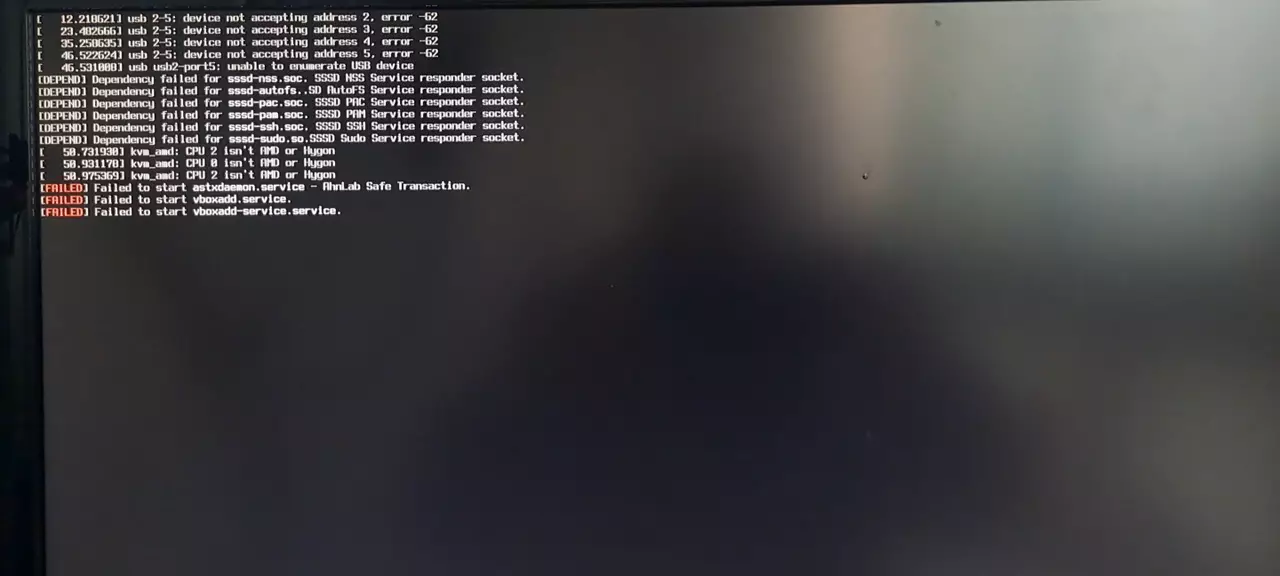 [   12.218621] usb 2-5: device not accepting address 2, error -62
[   23.482666] usb 2-5: device not accepting address 3, error -62
[   35.258635] usb 2-5: device not accepting address 4, error -62
[   46.522624] usb 2-5: device not accepting address 5, error -62
[   46.531008] usb usb2-port5: unable to enumerate USB device
[DEPEND] Dependency failed for sssd-nss.soc. SSSD NSS Service responder socket.
[DEPEND] Dependency failed for sssd-autofs..SD AutoFS Service responder socket.
[DEPEND] Dependency failed for sssd-pac.soc. SSSD PAC Service responder socket.
[DEPEND] Dependency failed for sssd-pam.soc. SSSD PAM Service responder socket.
[DEPEND] Dependency failed for sssd-ssh.soc. SSSD SSH Service responder socket.
[DEPEND] Dependency failed for sssd-sudo.so.SSSD Sudo Service responder socket.
[   50.731930] kvm_amd: CPU 2 isn't AMD or Hygon
[   50.931178] kvm_amd: CPU 0 isn't AMD or Hygon
[   50.975369] kvm_amd: CPU 2 isn't AMD or Hygon
[FAILED] Failed to start astxdaemon.service - AhnLab Safe Transaction.
[FAILED] Failed to start vboxadd.service.
[FAILED] Failed to start vboxadd-service.service.